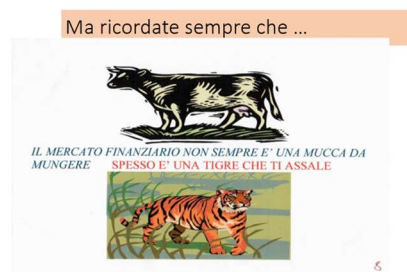 Ma ricordate sempre che ...
IL MERCATO FINANZIARIO NON SEMPRE E' UNA MUCCA DA
MUNGERE SPESSO E' UNA TIGRE CHE TI ASSALE
8